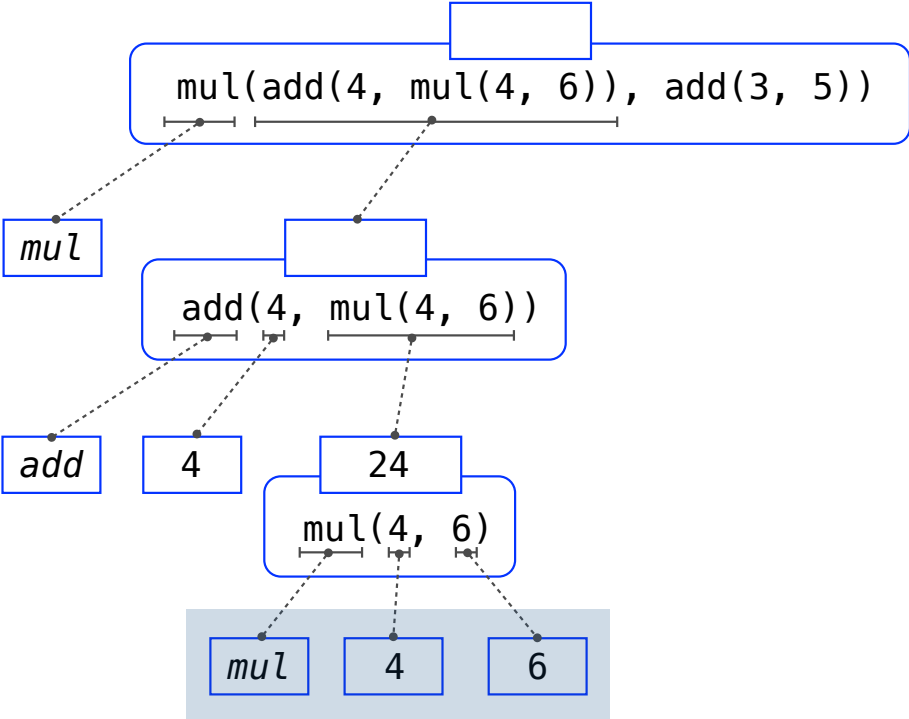 mul(add(4, mul(4, 6)), add(3, 5))
mul
add(4, mul(4, 6))
add 4 24
mul(4, 6)
mul 4 6